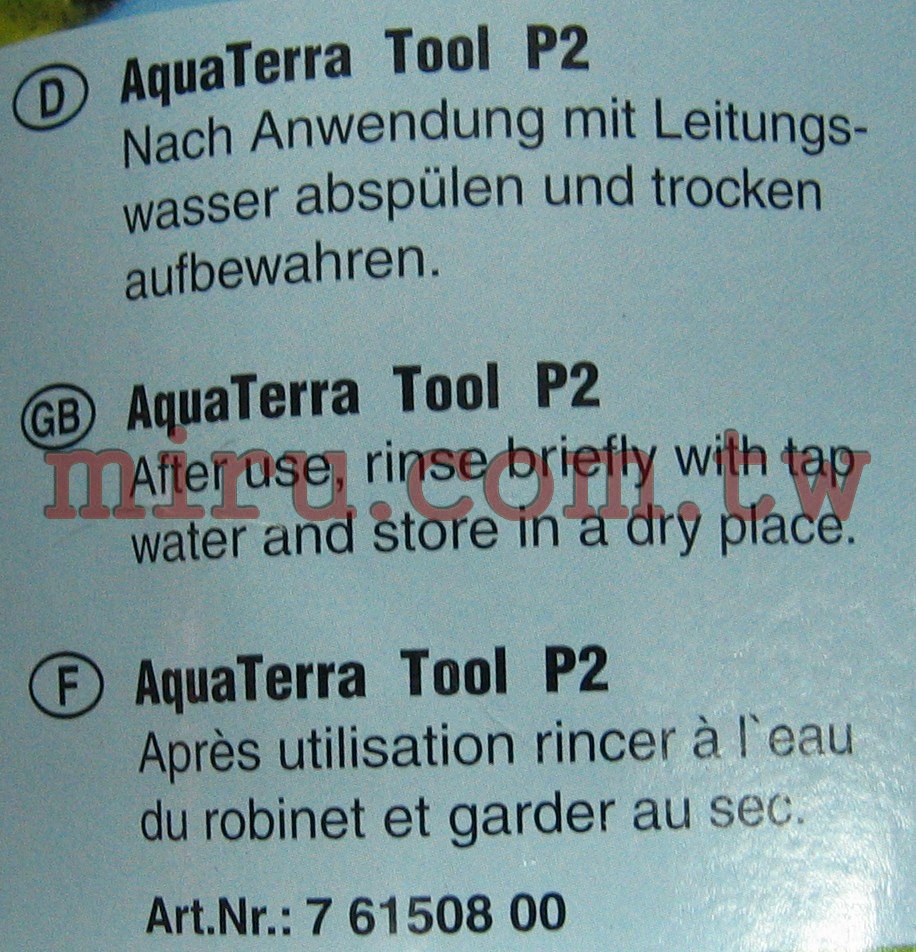 D AquaTerra Tool P2
Nach Anwendung mit Leitungs-
wasser abspülen und trocken
aufbewahren.
GB AquaTerra Tool P2
After use, rinse briefly with tap
miru.com.tw
water and store in a dry place.
F AquaTerra Tool P2
Après utilisation rincer à l`eau
du robinet et garder au sec.
Art.Nr.: 7 61508 00